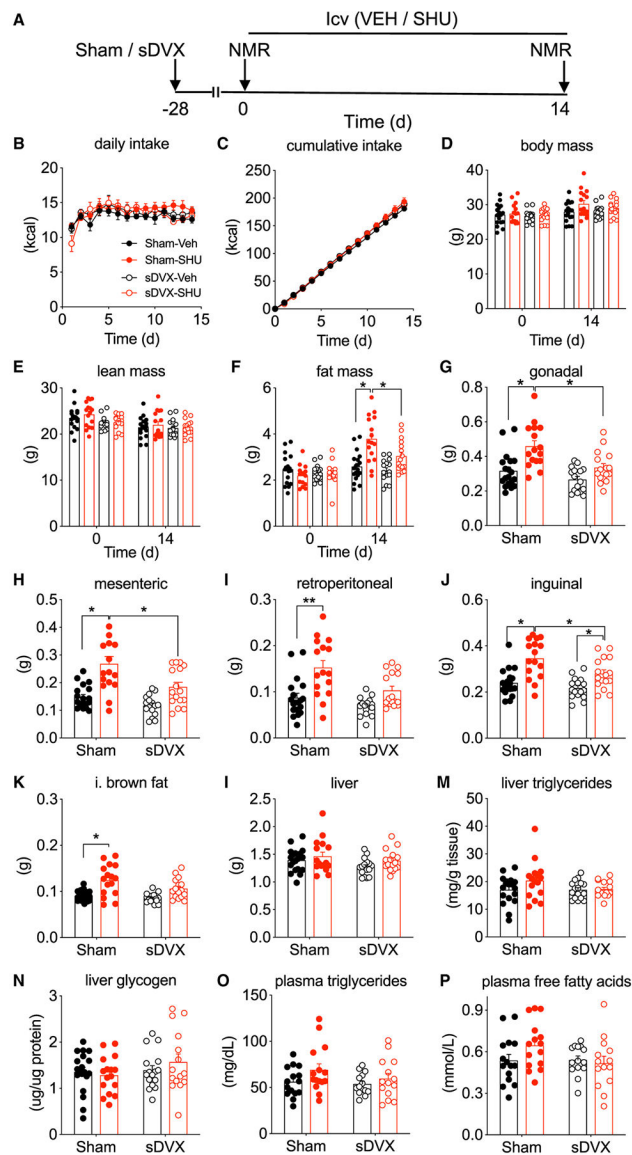 A
Icv (VEH / SHU)
Sham / sDVX
NMR
NMR
-28
0
14
Time (d)
B
daily intake
C
cumulative intake
D
body mass
20
15
10
5
0
(kcal)
Sham-Veh
Sham-SHU
sDVX-Veh
sDVX-SHU
0
5
10
15
Time (d)
250
200
150
100
50
0
(kcal)
0
5
10
15
Time (d)
40
30
20
10
0
(g)
0
14
Time (d)
E
lean mass
F
fat mass
G
gonadal
30
20
10
0
(g)
0
14
Time (d)
6
4
2
0
(g)
* *
0
14
Time (d)
0.8
0.6
0.4
0.2
0.0
(g)
* *
Sham
sDVX
H
mesenteric
I
retroperitoneal
J
inguinal
0.5
0.4
0.3
0.2
0.1
0.0
(g)
* *
Sham
sDVX
0.3
0.2
0.1
0.0
(g)
**
Sham
sDVX
0.6
0.4
0.2
0.0
(g)
* *
*
Sham
sDVX
K
i. brown fat
I
liver
M
liver triglycerides
0.3
0.2
0.1
0.0
(g)
*
Sham
sDVX
2.5
2.0
1.5
1.0
0.5
0.0
(g)
Sham
sDVX
50
40
30
20
10
0
(mg/g tissue)
Sham
sDVX
N
liver glycogen
O
plasma triglycerides
P
plasma free fatty acids
3
2
1
0
(ug/ug protein)
Sham
sDVX
150
100
50
0
(mg/dL)
Sham
sDVX
0.9
0.6
0.3
0.0
(mmol/L)
Sham
sDVX